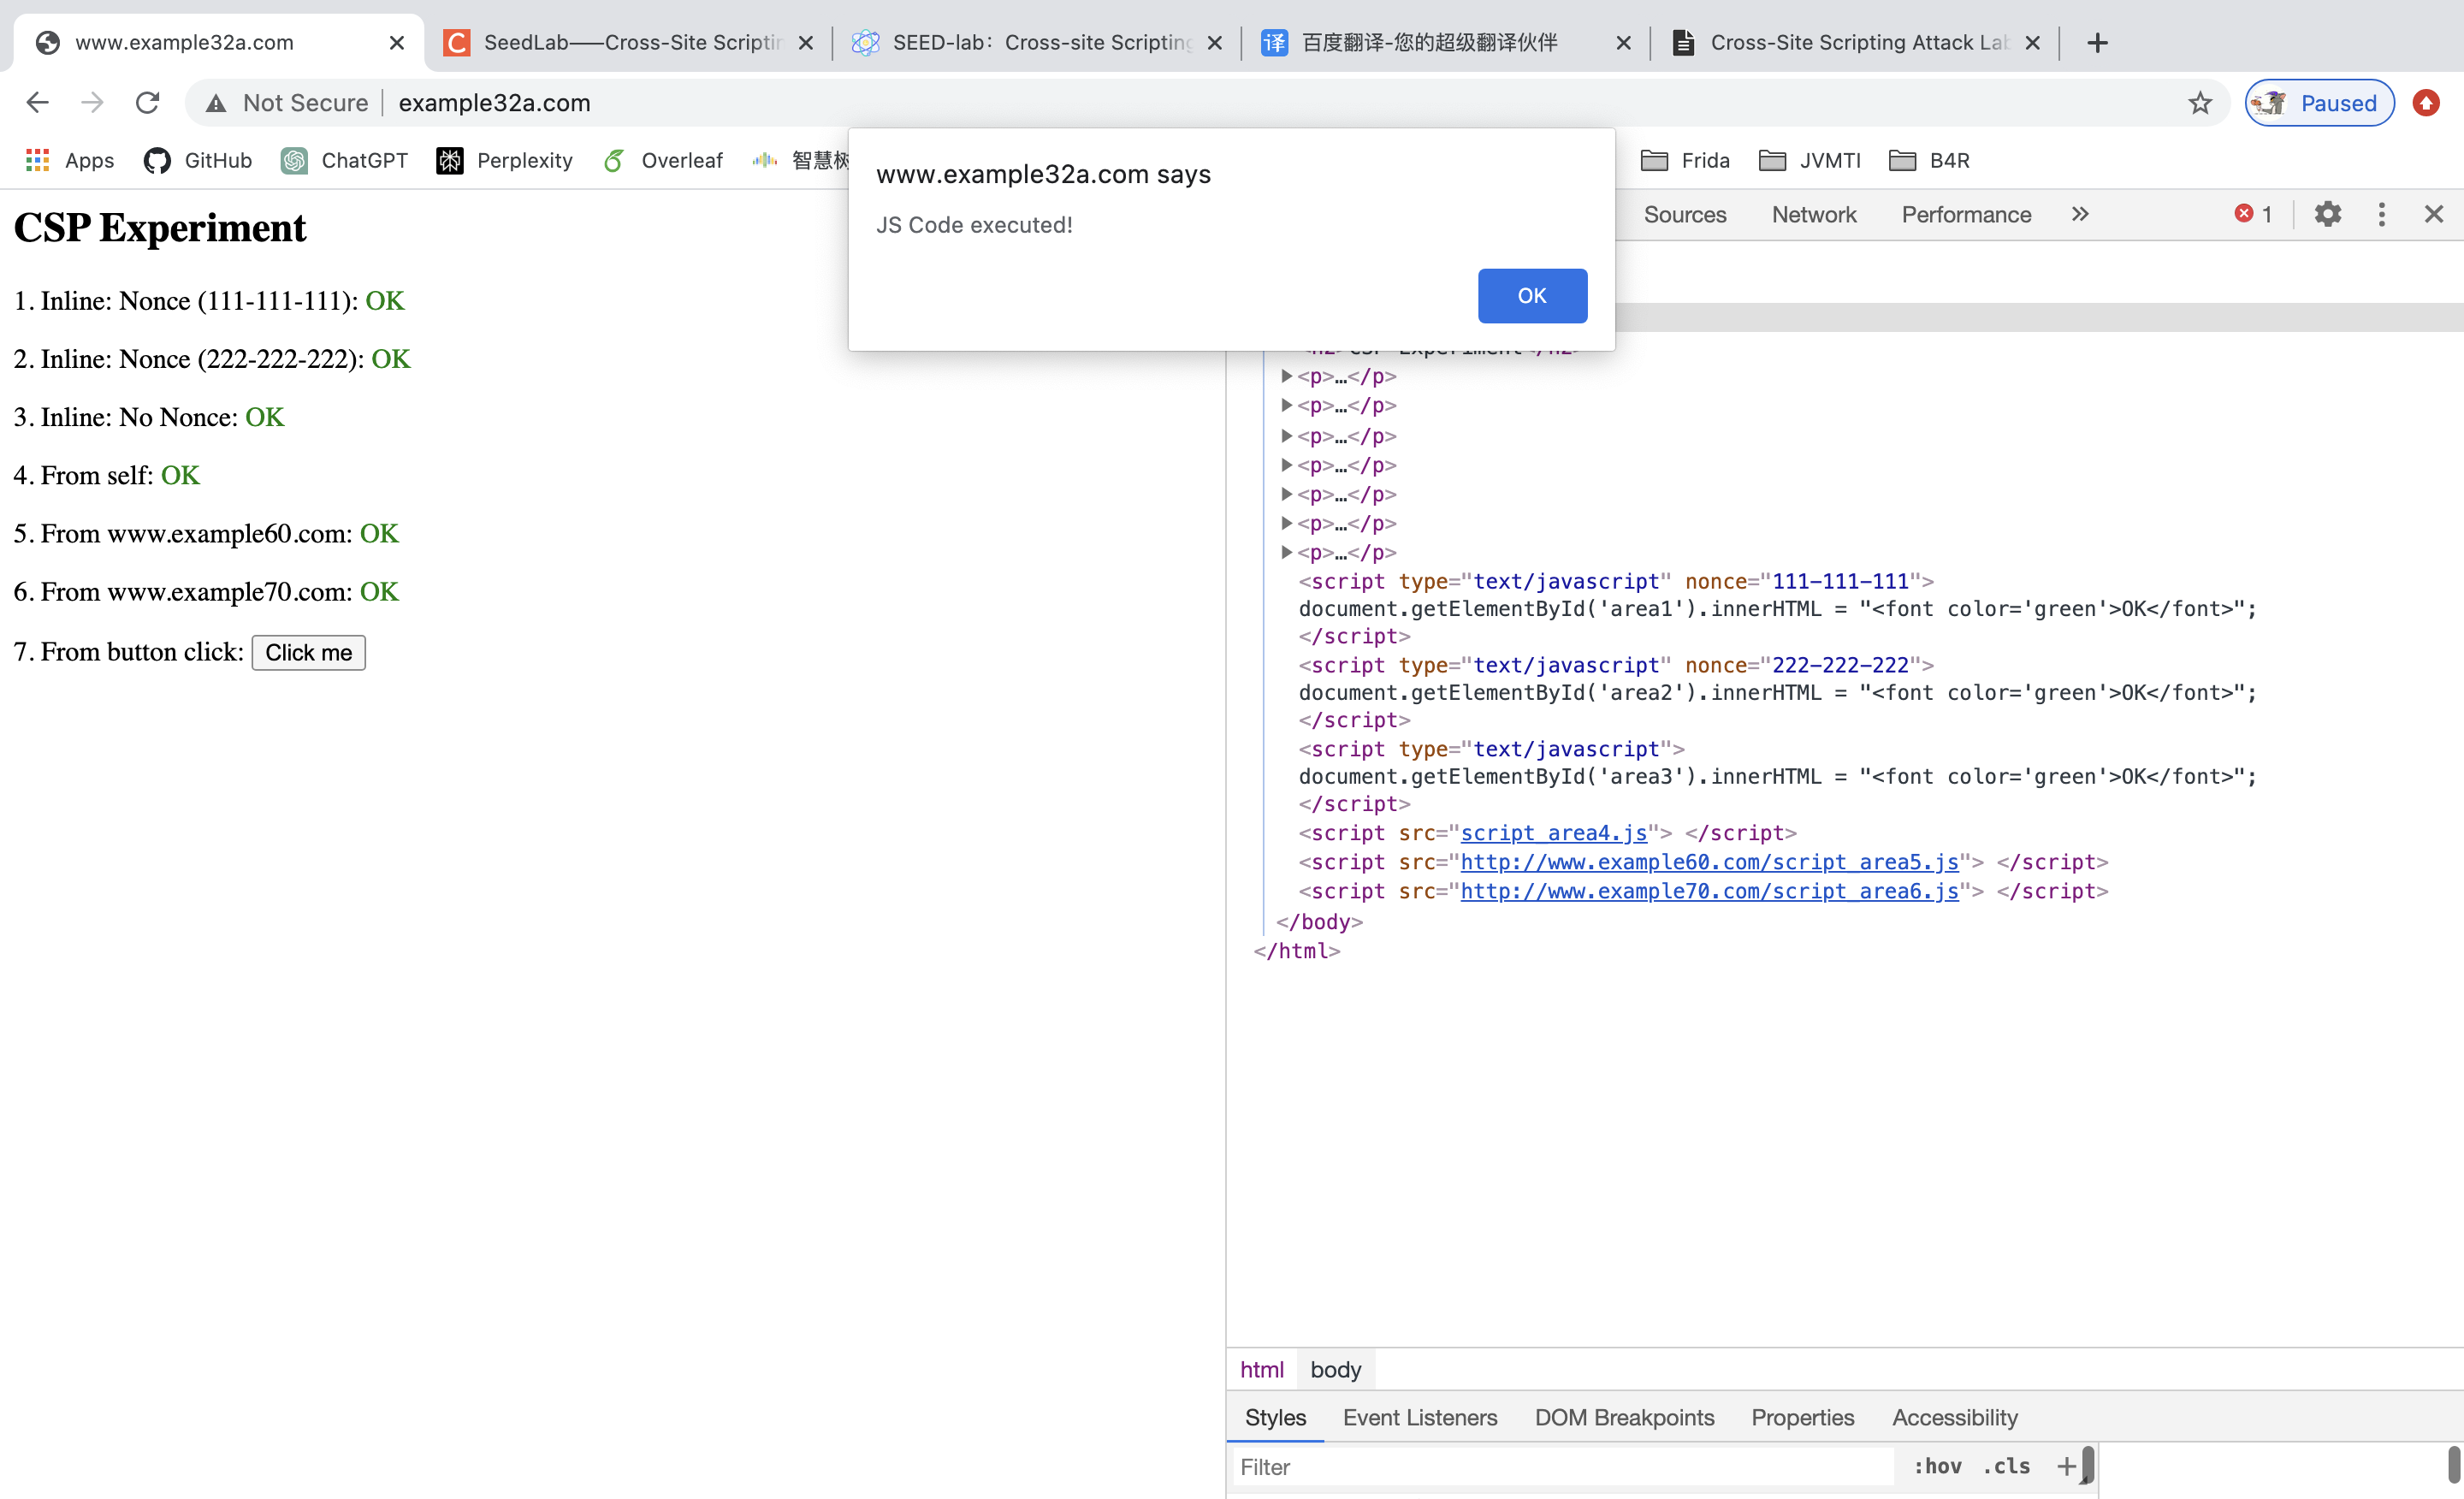 www.example32a.com
SeedLab——Cross-Site Scriptin
SEED-lab：Cross-site Scripting
百度翻译-您的超级翻译伙伴
Cross-Site Scripting Attack Lab
Not Secure
example32a.com
Paused
Apps
GitHub
ChatGPT
Perplexity
Overleaf
智慧树
Frida
JVMTI
B4R
www.example32a.com says
JS Code executed!
OK
CSP Experiment
1. Inline: Nonce (111-111-111): OK
2. Inline: Nonce (222-222-222): OK
3. Inline: No Nonce: OK
4. From self: OK
5. From www.example60.com: OK
6. From www.example70.com: OK
7. From button click: Click me
Sources
Network
Performance
1
<h2>CSP Experiment</h2>
<p>…</p>
<p>…</p>
<p>…</p>
<p>…</p>
<p>…</p>
<p>…</p>
<p>…</p>
<script type="text/javascript" nonce="111-111-111">
document.getElementById('area1').innerHTML = "<font color='green'>OK</font>";
</script>
<script type="text/javascript" nonce="222-222-222">
document.getElementById('area2').innerHTML = "<font color='green'>OK</font>";
</script>
<script type="text/javascript">
document.getElementById('area3').innerHTML = "<font color='green'>OK</font>";
</script>
<script src="script_area4.js"> </script>
<script src="http://www.example60.com/script_area5.js"> </script>
<script src="http://www.example70.com/script_area6.js"> </script>
</body>
</html>
html
body
Styles
Event Listeners
DOM Breakpoints
Properties
Accessibility
Filter
:hov
.cls